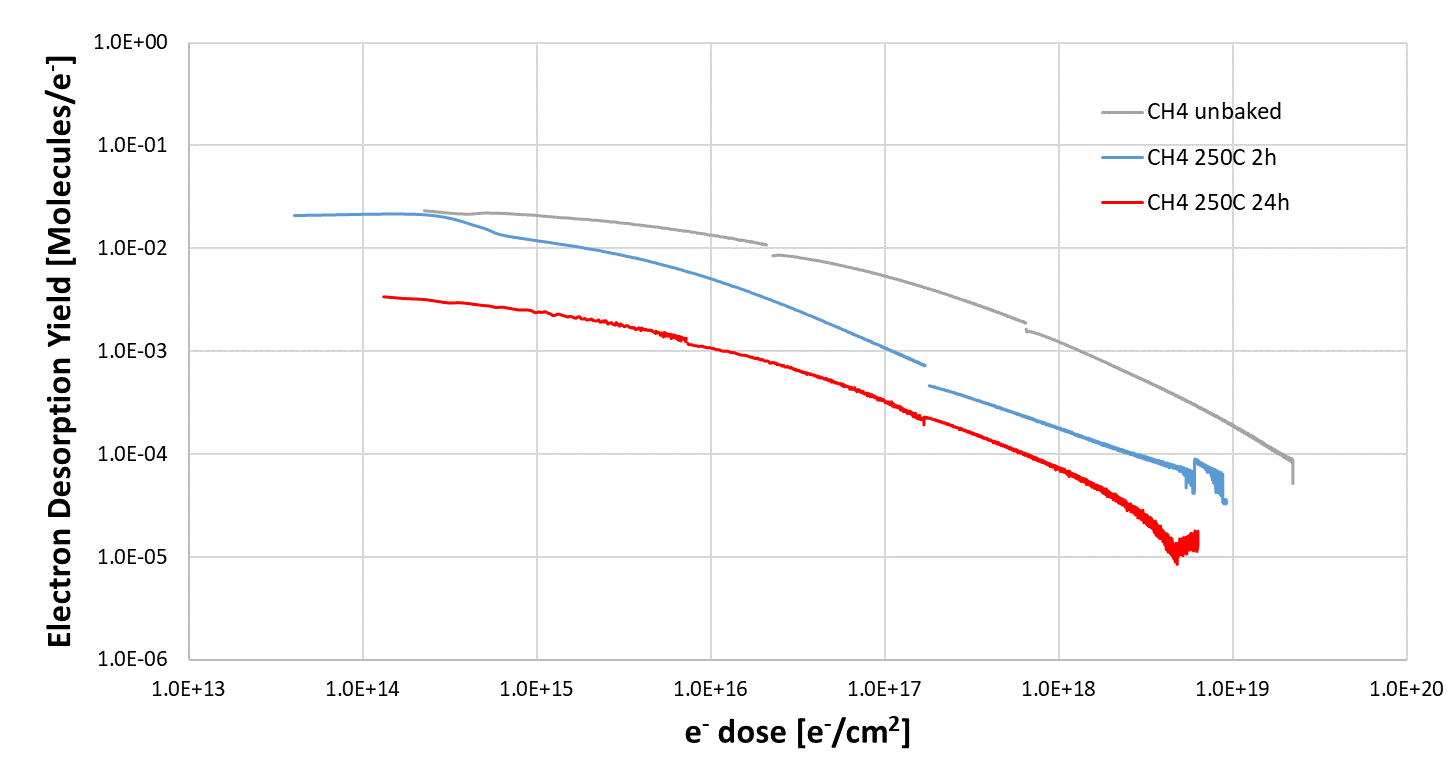 Electron Desorption Yield [Molecules/e⁻]
1.0E+00
1.0E-01
1.0E-02
1.0E-03
1.0E-04
1.0E-05
1.0E-06
CH4 unbaked
CH4 250C 2h
CH4 250C 24h
1.0E+13 1.0E+14 1.0E+15 1.0E+16 1.0E+17 1.0E+18 1.0E+19 1.0E+20
e⁻ dose [e⁻/cm²]